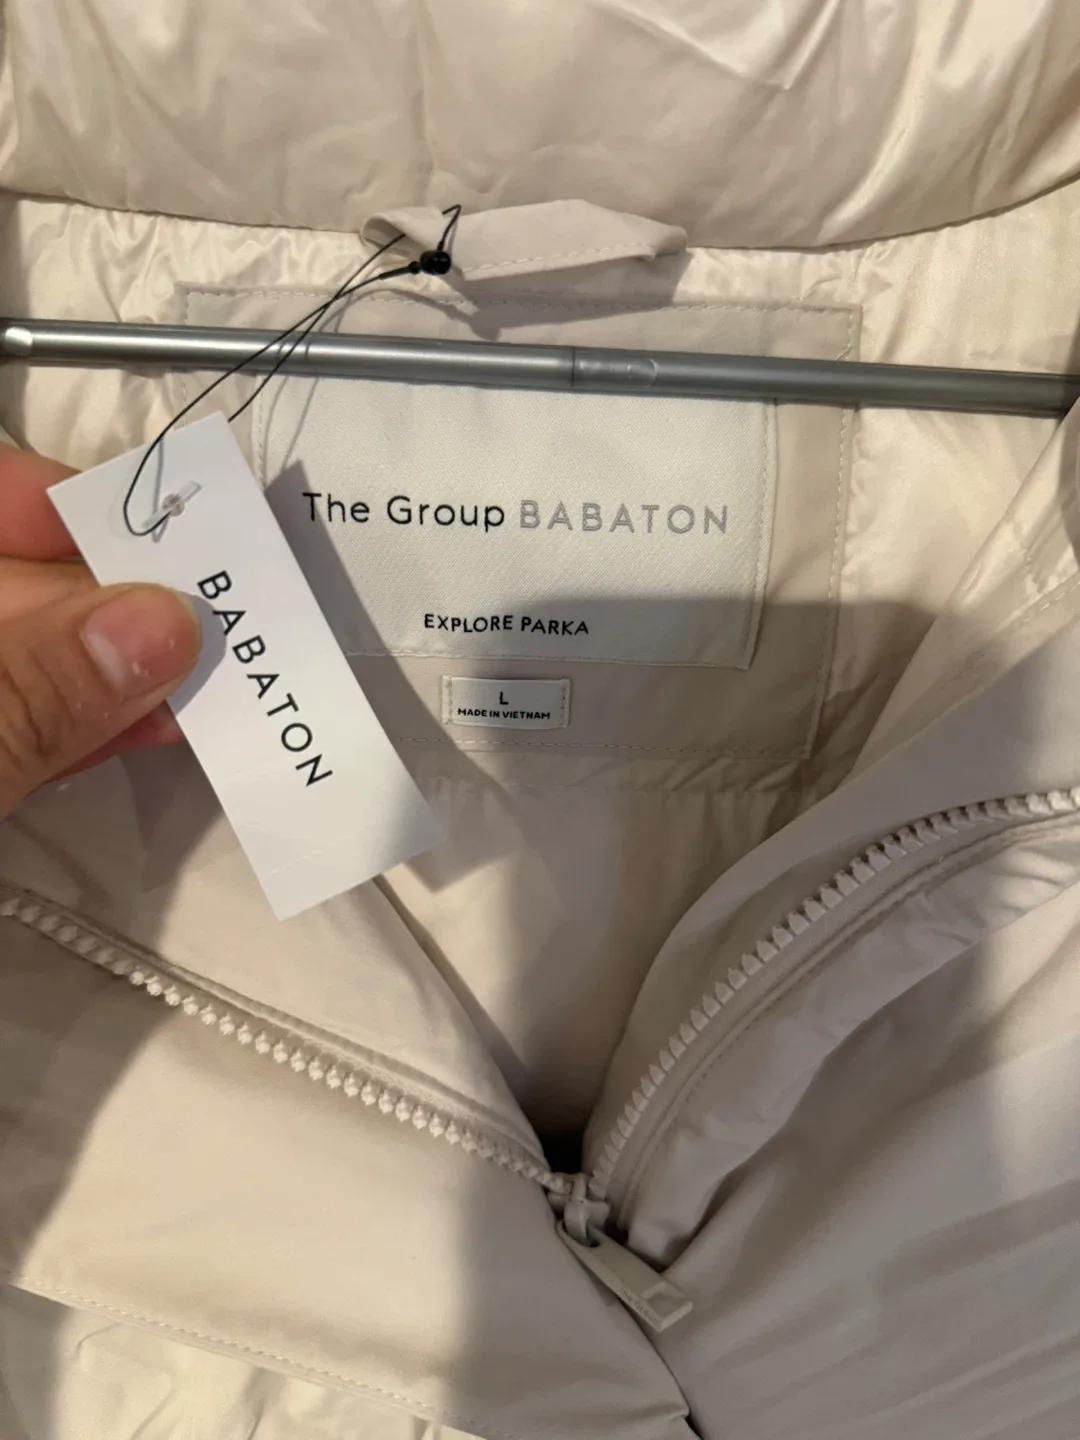 The Group BABATON
EXPLORE PARKA
L
MADE IN VIETNAM
BABATON